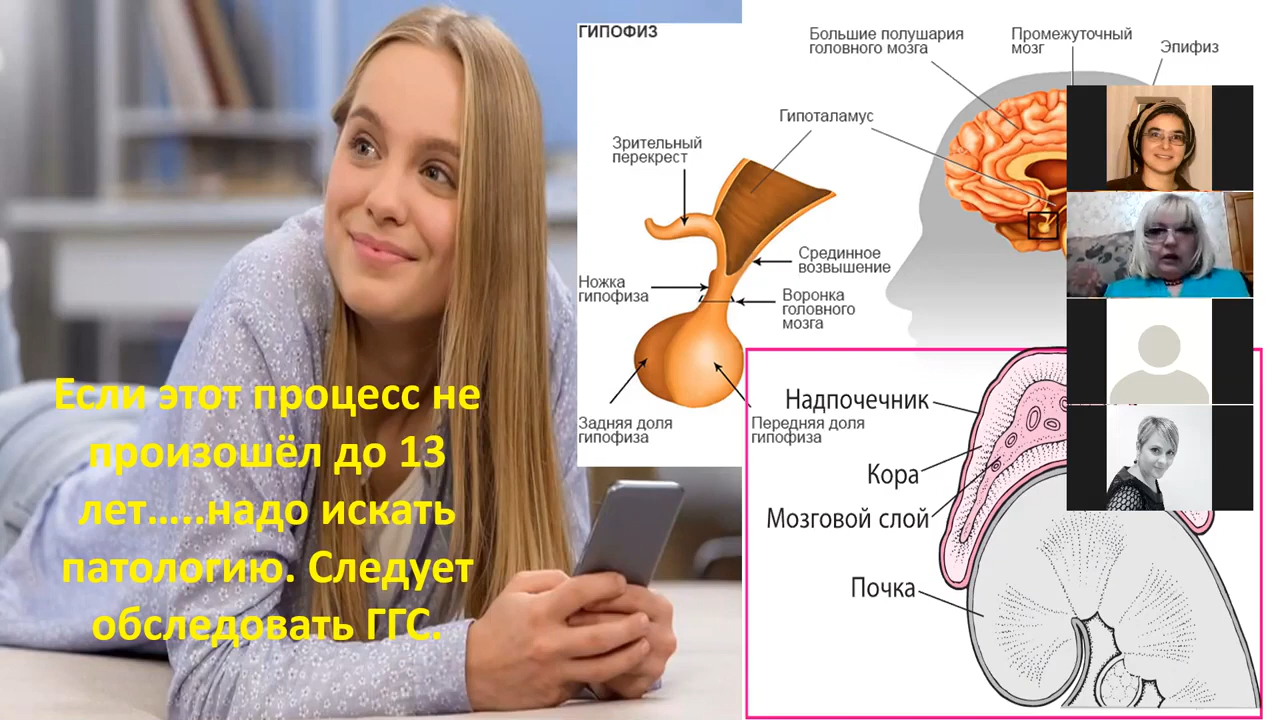 Если этот процесс не
произошёл до 13
лет.....надо искать
патологию. Следует
обследовать ГГС.
ГИПОФИЗ
Большие полушария
головного мозга
Промежуточный
мозг
Эпифиз
Гипоталамус
Зрительный
перекрест
Срединное
возвышение
Ножка
гипофиза
Воронка
головного
мозга
Задняя доля
гипофиза
Передняя доля
гипофиза
Надпочечник
Кора
Мозговой слой
Почка